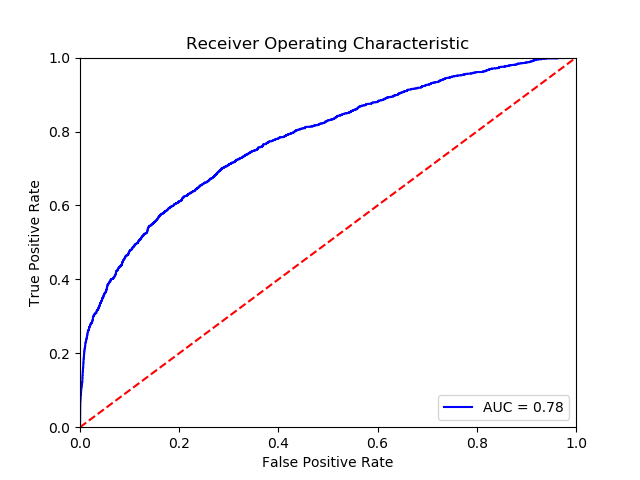 Receiver Operating Characteristic
True Positive Rate
1.0
0.8
0.6
0.4
0.2
0.0
AUC = 0.78
0.0 0.2 0.4 0.6 0.8 1.0
False Positive Rate